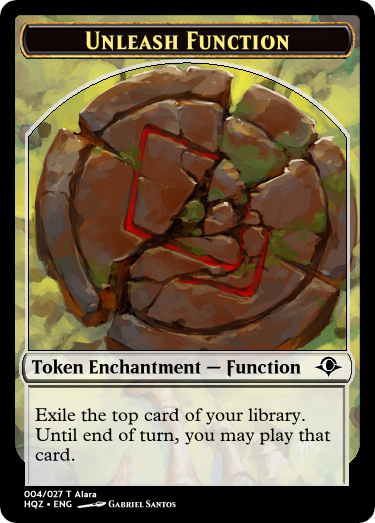 Unleash Function
Token Enchantment — Function
Exile the top card of your library.
Until end of turn, you may play that
card.
004/027 T Alara
HQZ • ENG Gabriel Santos